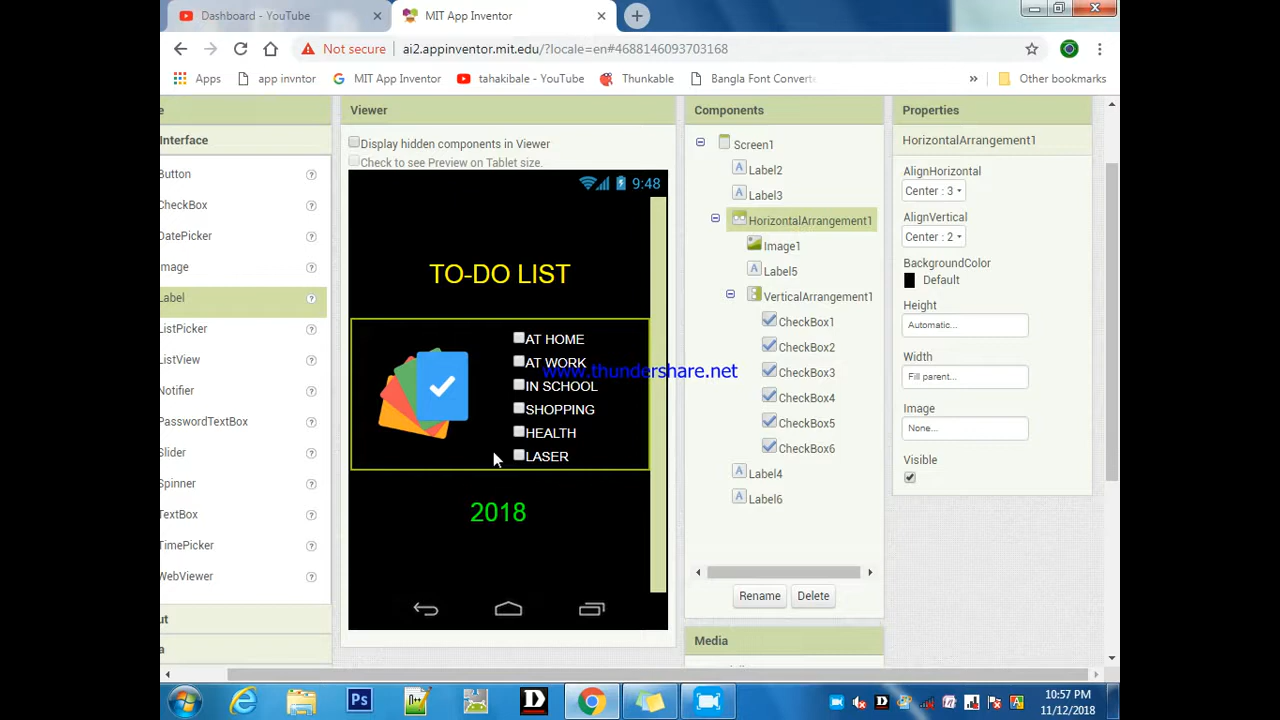 Dashboard - YouTube
MIT App Inventor
Not secure
ai2.appinventor.mit.edu/?locale=en#4688146093703168
Apps
app invntor
MIT App Inventor
tahakibale - YouTube
Thunkable
Bangla Font Converte
»
Other bookmarks
Viewer
Components
Properties
Interface
Button
CheckBox
DatePicker
Image
Label
ListPicker
ListView
Notifier
PasswordTextBox
Slider
Spinner
TextBox
TimePicker
WebViewer
ut
a
Display hidden components in Viewer
Check to see Preview on Tablet size.
9:48
TO-DO LIST
AT HOME
AT WORK
IN SCHOOL
SHOPPING
HEALTH
LASER
www.thundershare.net
2018
Screen1
Label2
Label3
HorizontalArrangement1
Image1
Label5
VerticalArrangement1
CheckBox1
CheckBox2
CheckBox3
CheckBox4
CheckBox5
CheckBox6
Label4
Label6
Rename
Delete
Media
HorizontalArrangement1
AlignHorizontal
Center : 3
AlignVertical
Center : 2
BackgroundColor
Default
Height
Automatic...
Width
Fill parent...
Image
None...
Visible
Ps
10:57 PM
11/12/2018